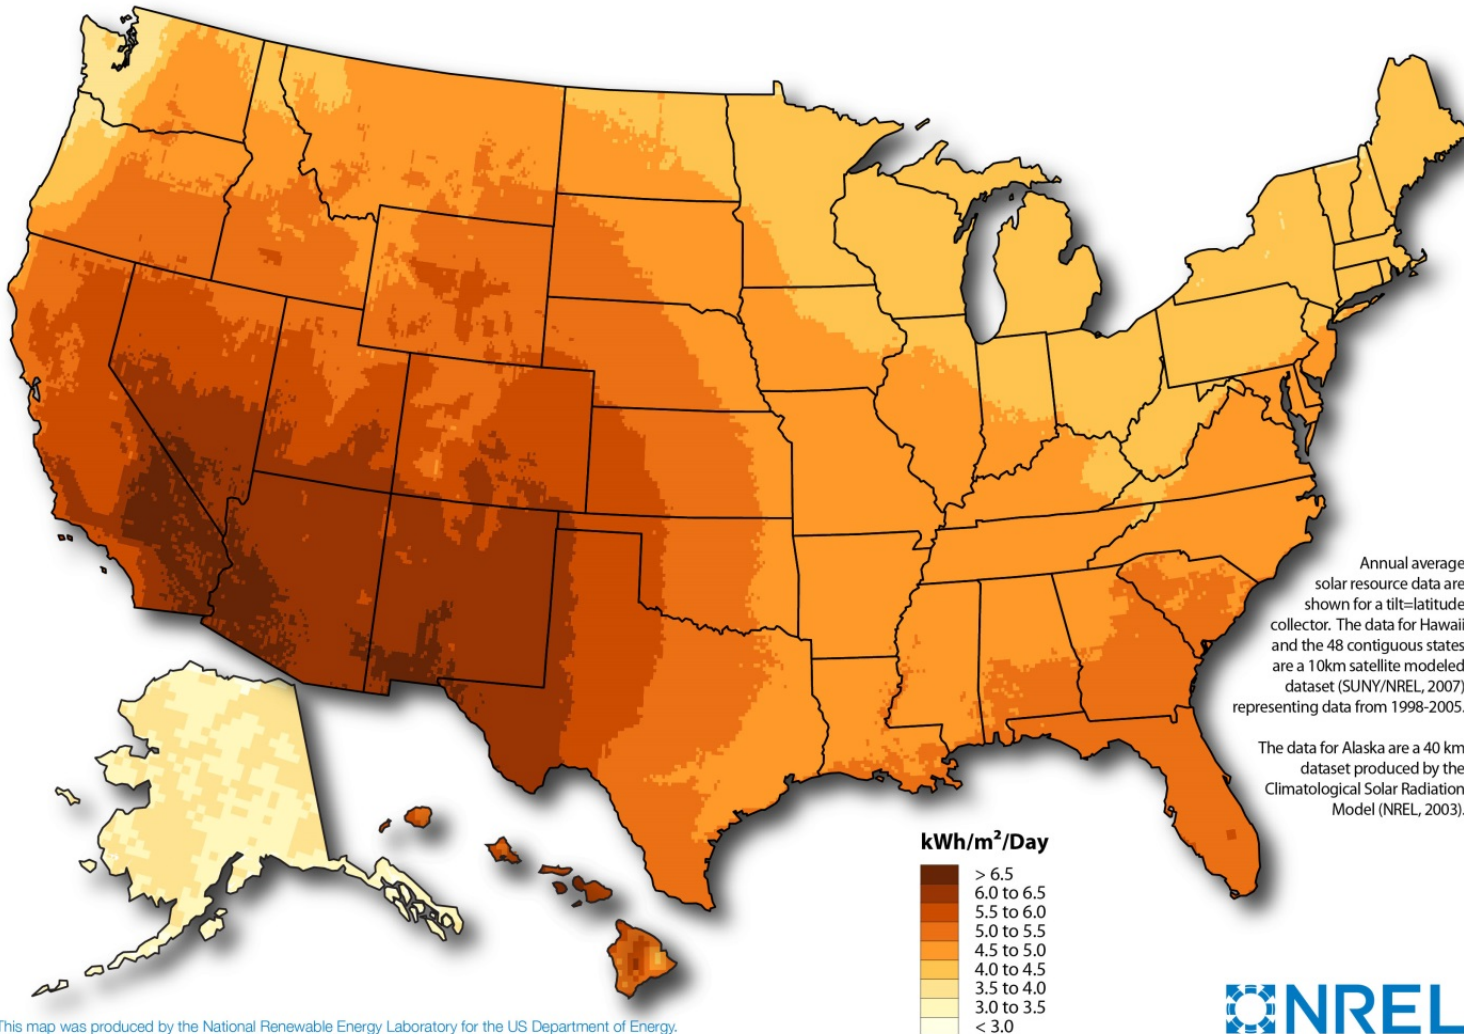 Annual average
solar resource data are
shown for a tilt=latitude
collector. The data for Hawaii
and the 48 contiguous states
are a 10km satellite modeled
dataset (SUNY/NREL, 2007)
representing data from 1998-2005.
The data for Alaska are a 40 km
dataset produced by the
Climatological Solar Radiation
Model (NREL, 2003).
kWh/m²/Day
> 6.5
6.0 to 6.5
5.5 to 6.0
5.0 to 5.5
4.5 to 5.0
4.0 to 4.5
3.5 to 4.0
3.0 to 3.5
< 3.0
This map was produced by the National Renewable Energy Laboratory for the US Department of Energy.
NREL